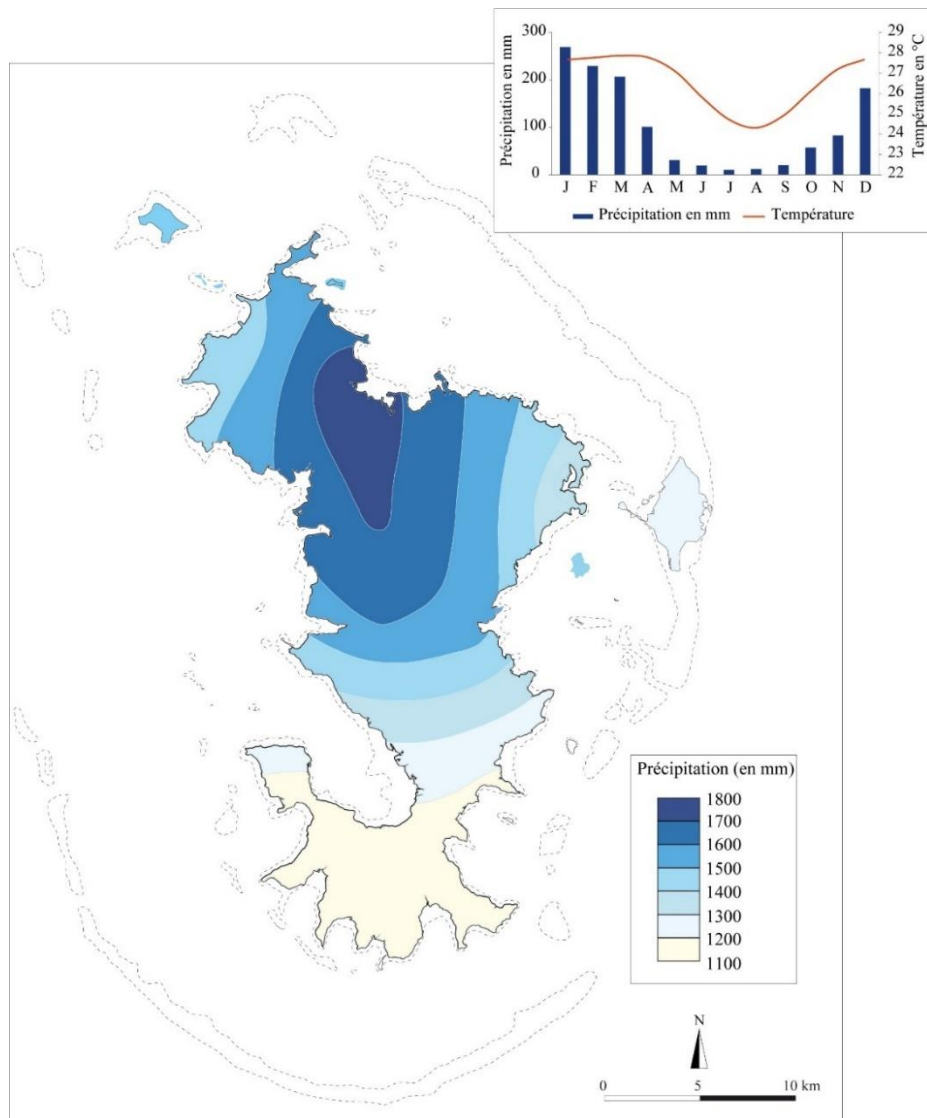 300
200
100
0
Précipitation en mm
29
28
27
26
25
24
23
22
Température en °C
J F M A M J J A S O N D
Précipitation en mm Température
Précipitation (en mm)
1800
1700
1600
1500
1400
1300
1200
1100
N
0 5 10 km